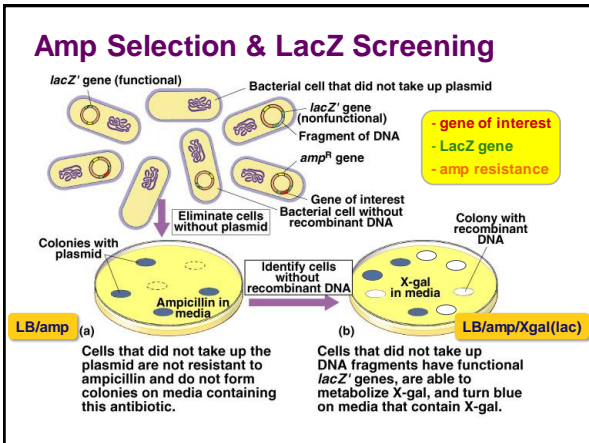 Amp Selection & LacZ Screening
lacZ' gene (functional)
Bacterial cell that did not take up plasmid
lacZ' gene
(nonfunctional)
Fragment of DNA
ampR gene
Gene of interest
Bacterial cell without
recombinant DNA
- gene of interest
- LacZ gene
- amp resistance
Eliminate cells
without plasmid
Colonies with
plasmid
Ampicillin in
media
Identify cells
without
recombinant DNA
Colony with
recombinant
DNA
X-gal
in media
LB/amp
(a)
Cells that did not take up the
plasmid are not resistant to
ampicillin and do not form
colonies on media containing
this antibiotic.
(b)
LB/amp/Xgal(lac)
Cells that did not take up
DNA fragments have functional
lacZ' genes, are able to
metabolize X-gal, and turn blue
on media that contain X-gal.